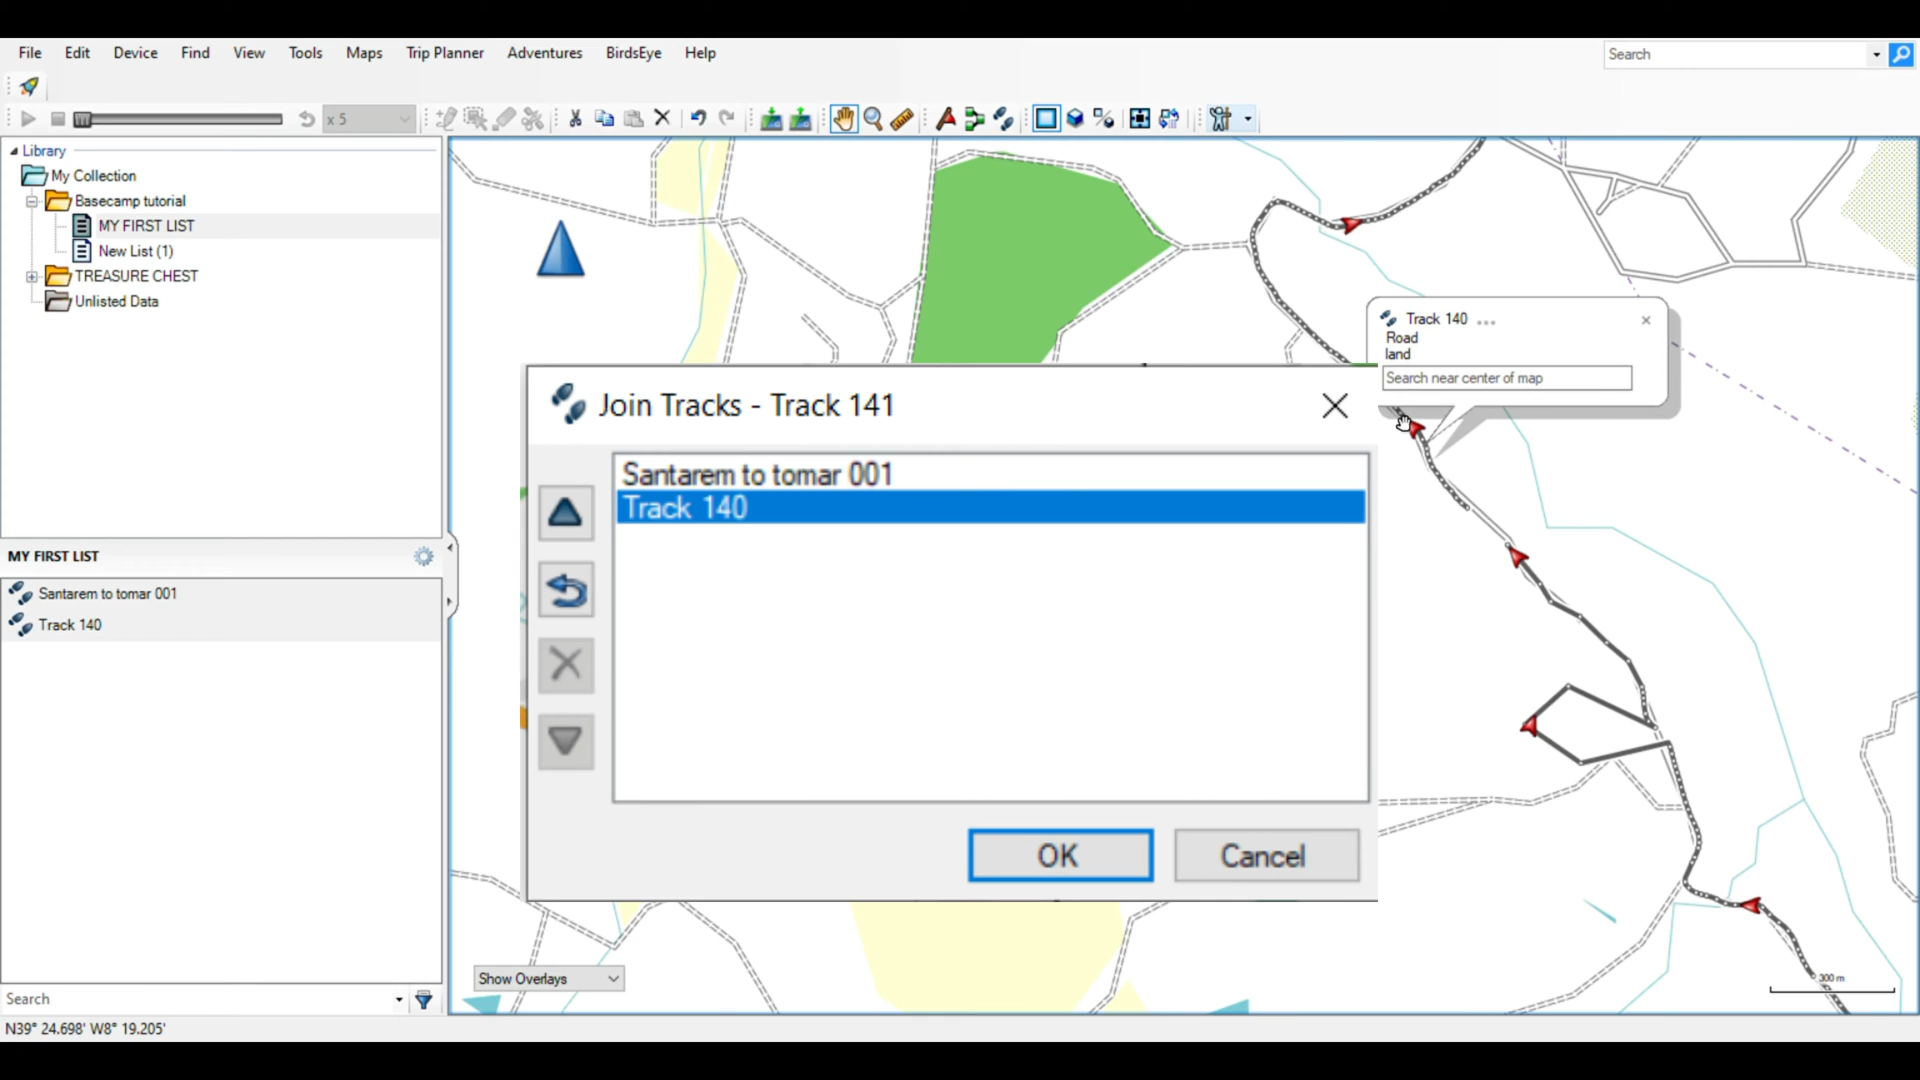 File Edit Device Find View Tools Maps Trip Planner Adventures BirdsEye Help
Search
x 5
Library
My Collection
Basecamp tutorial
MY FIRST LIST
New List (1)
TREASURE CHEST
Unlisted Data
Track 140 ...
Road
land
Search near center of map
Join Tracks - Track 141
Santarem to tomar 001
Track 140
OK Cancel
MY FIRST LIST
Santarem to tomar 001
Track 140
Show Overlays
300 m
Search
N39° 24.698' W8° 19.205'